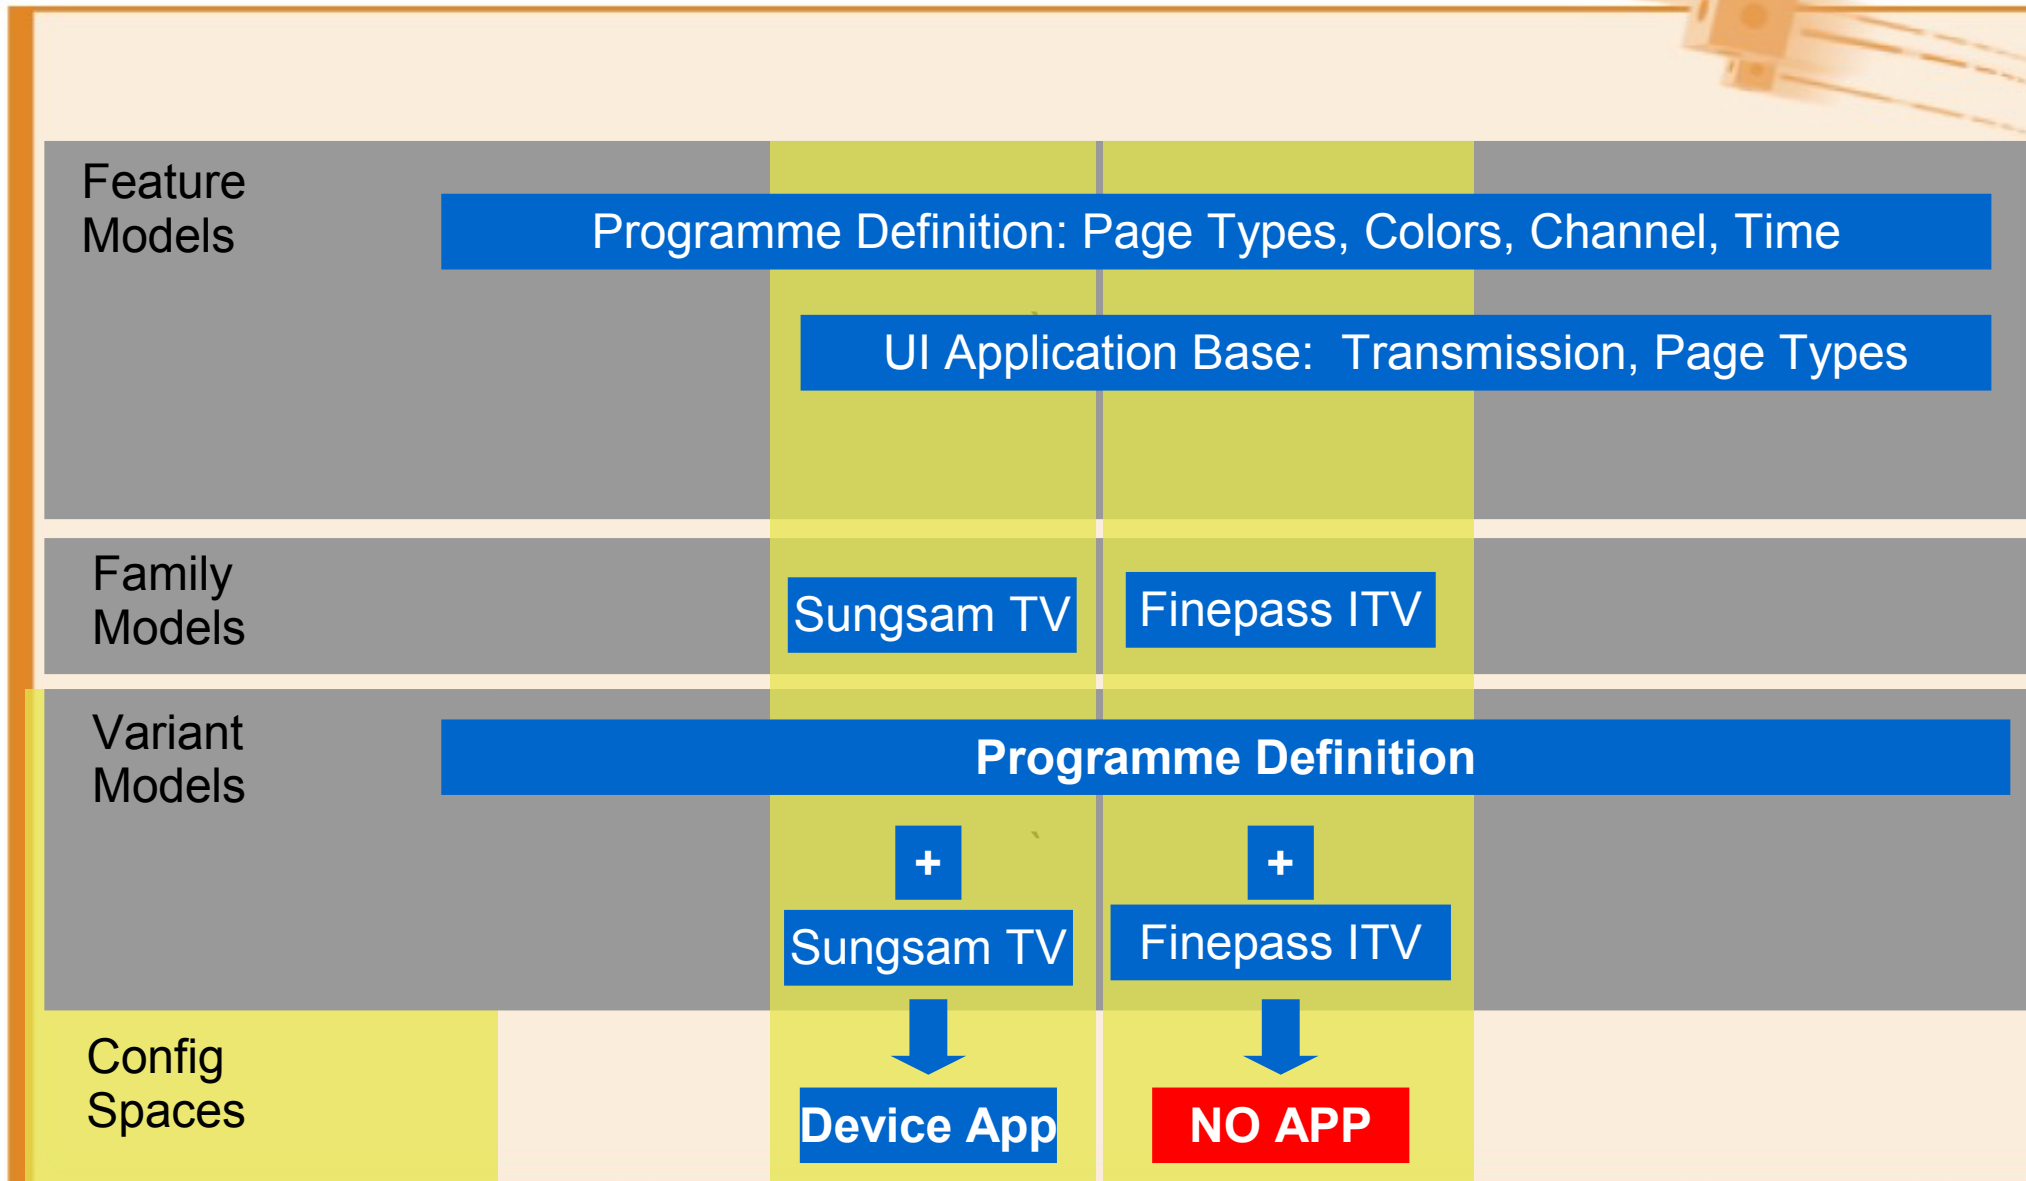 Feature
Models
Programme Definition: Page Types, Colors, Channel, Time
`
UI Application Base:  Transmission, Page Types
Family
Models
Sungsam TV
Finepass ITV
Variant
Models
Programme Definition
+
`
+
Sungsam TV
Finepass ITV
Config
Spaces
Device App
NO APP